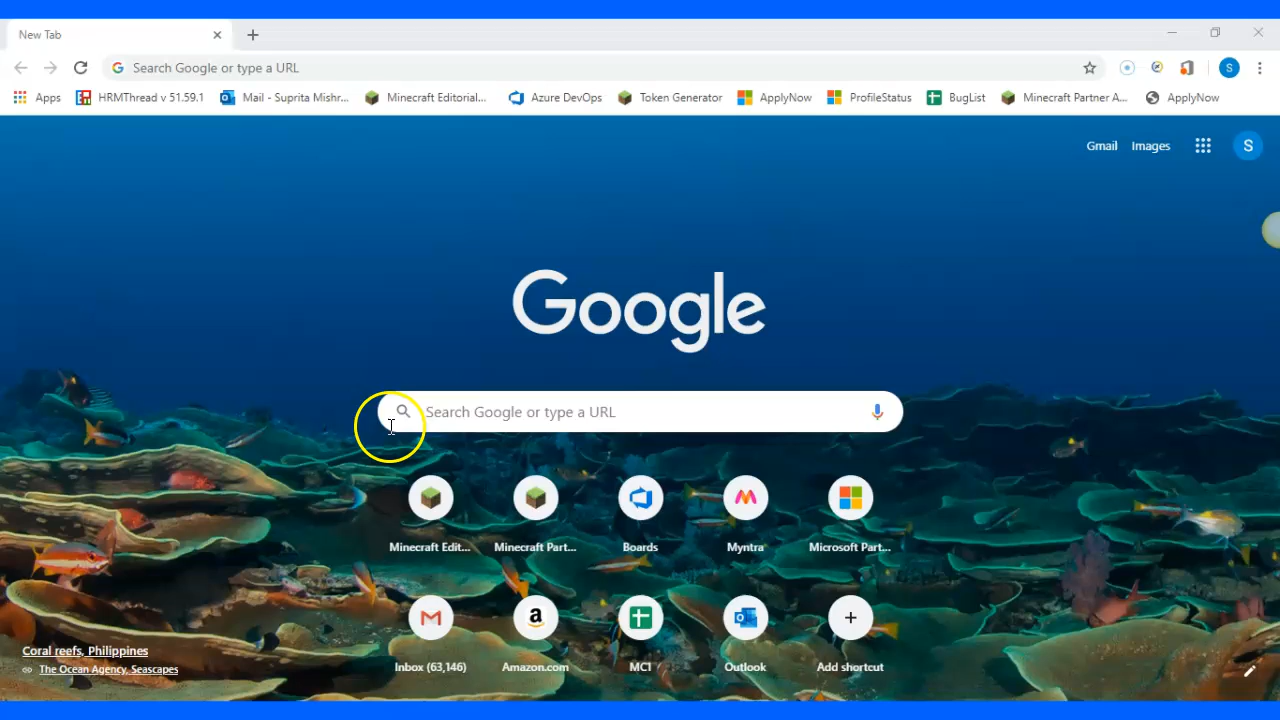 New Tab
Search Google or type a URL
S
Apps HRMThread v 51.59.1 Mail - Suprita Mishr... Minecraft Editorial... Azure DevOps Token Generator ApplyNow ProfileStatus BugList Minecraft Partner A... ApplyNow
Gmail Images S
Google
Search Google or type a URL
Minecraft Edit... Minecraft Part... Boards Myntra Microsoft Part...
Inbox (63,146) Amazon.com MC1 Outlook Add shortcut
Coral reefs, Philippines
The Ocean Agency, Seascapes